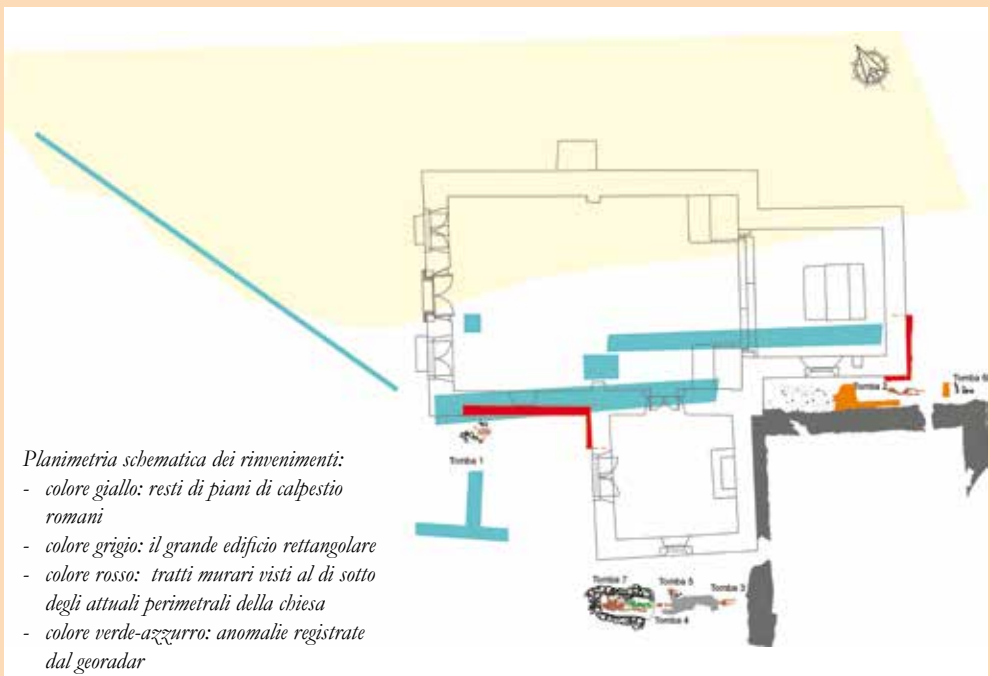 Tomba 2
Tomba 6
Tomba 1
Planimetria schematica dei rinvenimenti:
- colore giallo: resti di piani di calpestio
romani
- colore grigio: il grande edificio rettangolare
- colore rosso: tratti murari visti al di sotto
degli attuali perimetrali della chiesa
- colore verde-azzurro: anomalie registrate
dal georadar
Tomba 7
Tomba 5
Tomba 3
Tomba 4